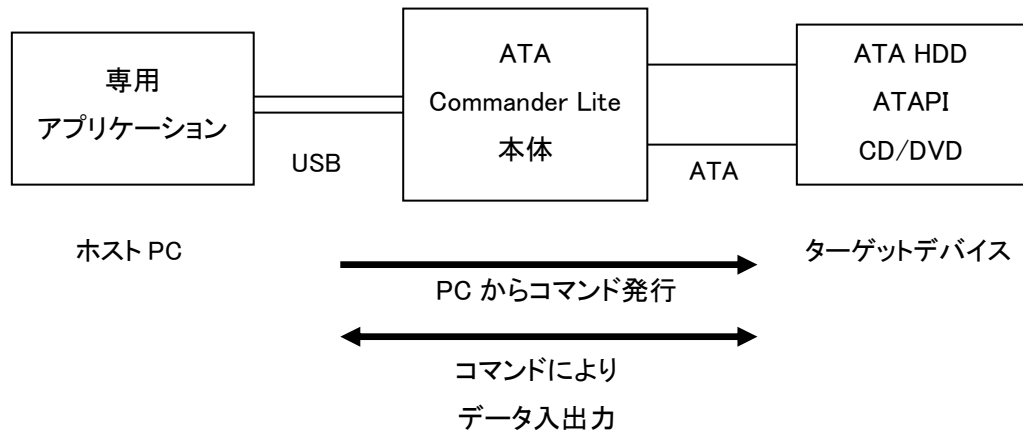 専用
アプリケーション
USB
ATA
Commander Lite
本体
ATA
ATA HDD
ATAPI
CD/DVD
ホスト PC
ターゲットデバイス
PC からコマンド発行
コマンドにより
データ入出力